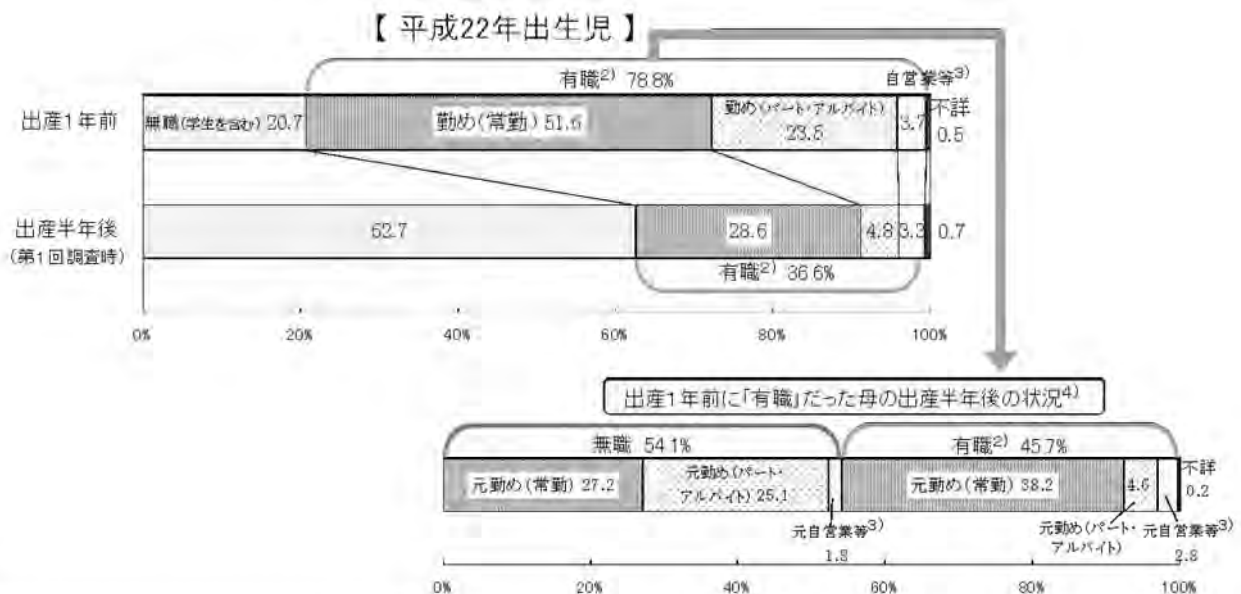 【 平成22年出生児 】
有職2) 78.8%
自営業等3)
出産1年前
無職(学生を含む) 20.7
勤め(常勤) 51.6
勤め(パート・アルバイト)
23.5
3.7
不詳
0.5
出産半年後
(第1回調査時)
62.7
28.6
4.8
3.3
0.7
有職2) 36.6%
0%
20%
40%
60%
80%
100%
出産1年前に「有職」だった母の出産半年後の状況4)
無職 54.1%
有職2) 45.7%
元勤め(常勤) 27.2
元勤め(パート・
アルバイト) 25.1
元勤め(常勤) 38.2
4.6
不詳
0.2
元自営業等3)
1.8
元勤め(パート・
アルバイト)
元自営業等3)
2.8
0%
20%
40%
60%
80%
100%